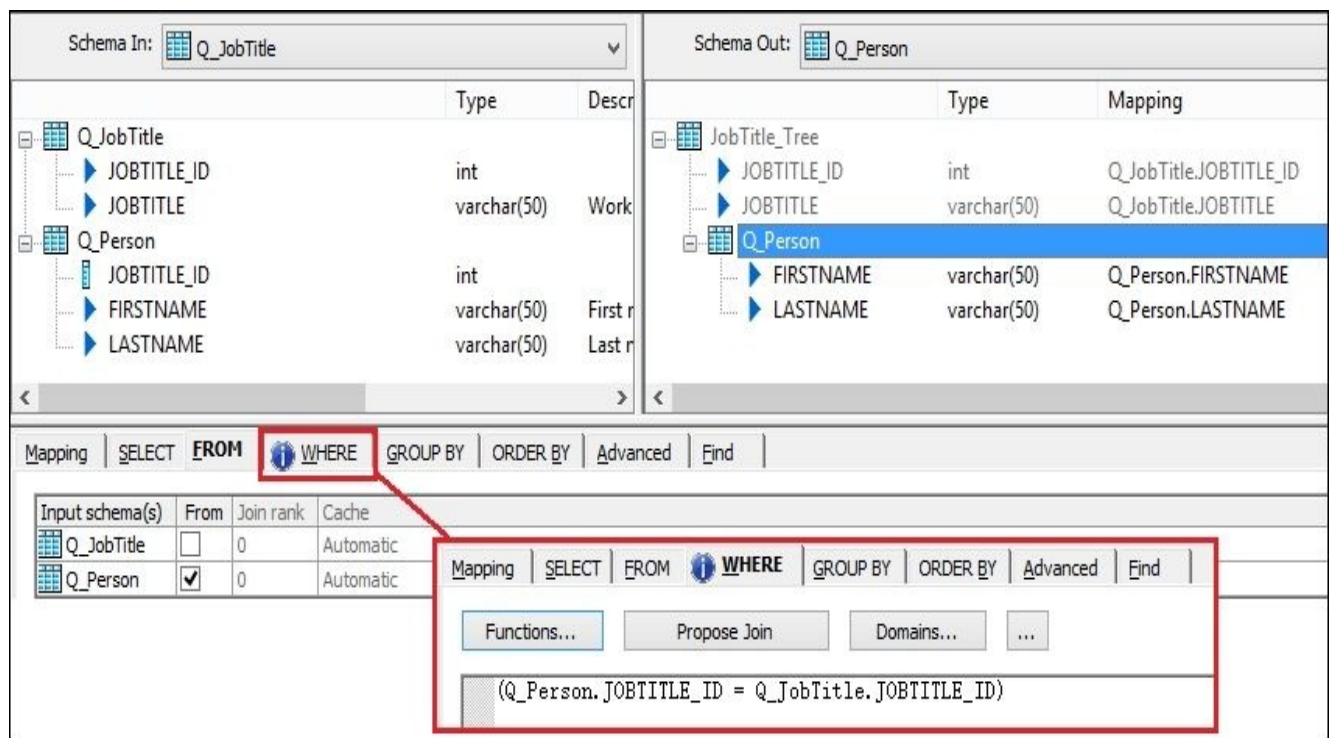 Schema In: Q_JobTitle
Schema Out: Q_Person
Type Descr
Type Mapping
Q_JobTitle
JOBTITLE_ID int
JOBTITLE varchar(50) Work
Q_Person
JOBTITLE_ID int
FIRSTNAME varchar(50) First r
LASTNAME varchar(50) Last r
JobTitle_Tree
JOBTITLE_ID int Q_JobTitle.JOBTITLE_ID
JOBTITLE varchar(50) Q_JobTitle.JOBTITLE
Q_Person
FIRSTNAME varchar(50) Q_Person.FIRSTNAME
LASTNAME varchar(50) Q_Person.LASTNAME
Mapping SELECT FROM WHERE GROUP BY ORDER BY Advanced Find
Input schema(s) From Join rank Cache
Q_JobTitle 0 Automatic
Q_Person 0 Automatic
Mapping SELECT FROM WHERE GROUP BY ORDER BY Advanced Find
Functions... Propose Join Domains... ...
(Q_Person.JOBTITLE_ID = Q_JobTitle.JOBTITLE_ID)